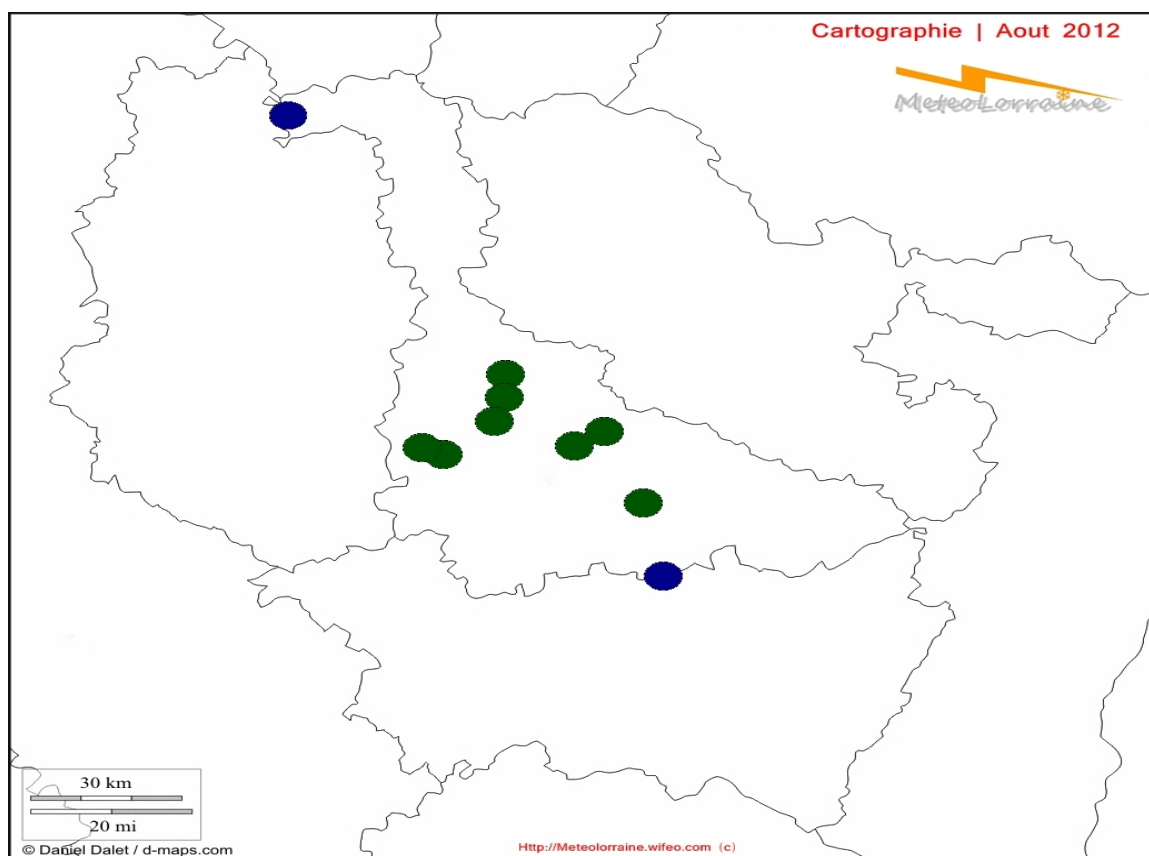 Cartographie | Aout 2012
MeteoLorraine
30 km
20 mi
© Daniel Dalet / d-maps.com
Http://Meteolorraine.wifeo.com (c)